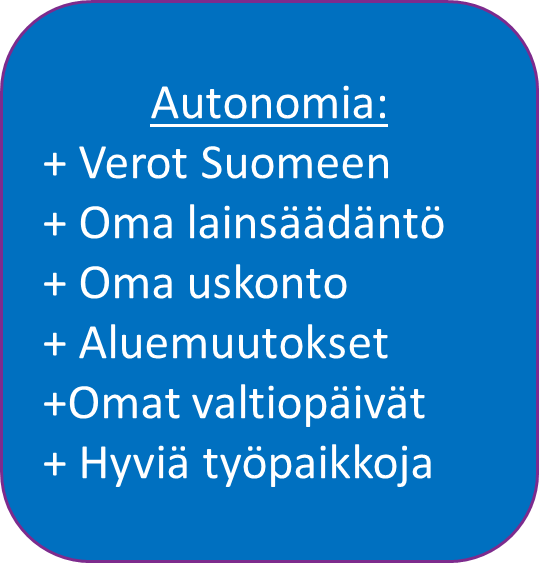 Autonomia:
+ Verot Suomeen
+ Oma lainsäädäntö
+ Oma uskonto
+ Aluemuutokset
+Omat valtiopäivät
+ Hyviä työpaikkoja